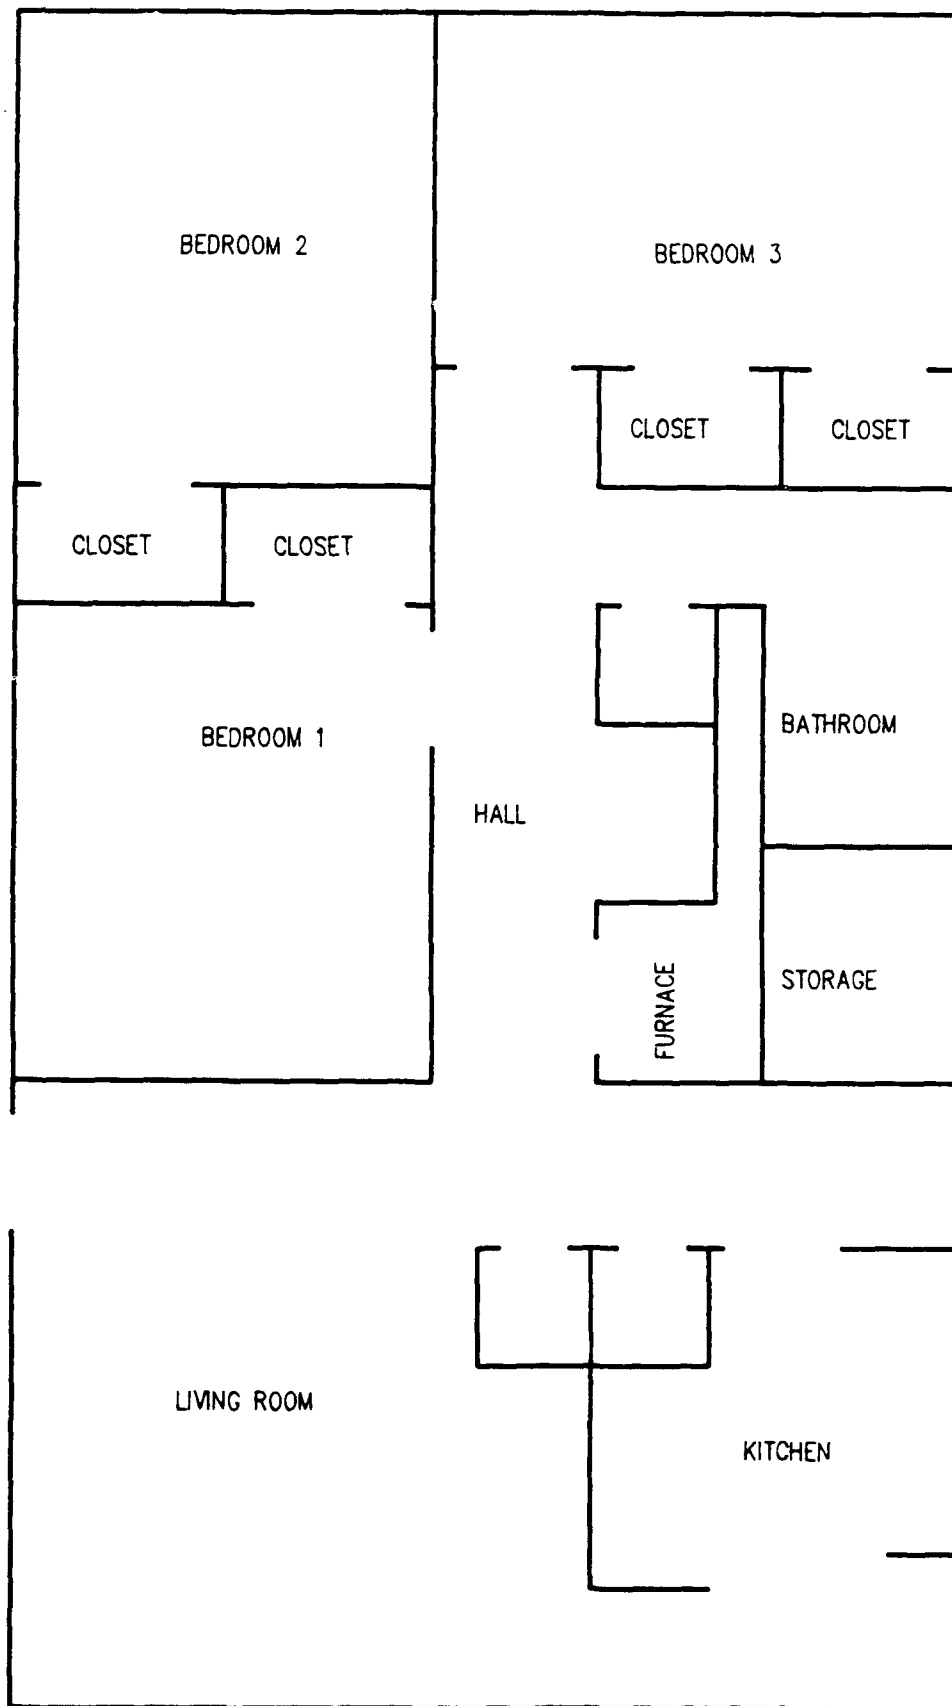 BEDROOM 2
BEDROOM 3
CLOSET
CLOSET
CLOSET
CLOSET
BEDROOM 1
BATHROOM
HALL
FURNACE
STORAGE
LIVING ROOM
KITCHEN